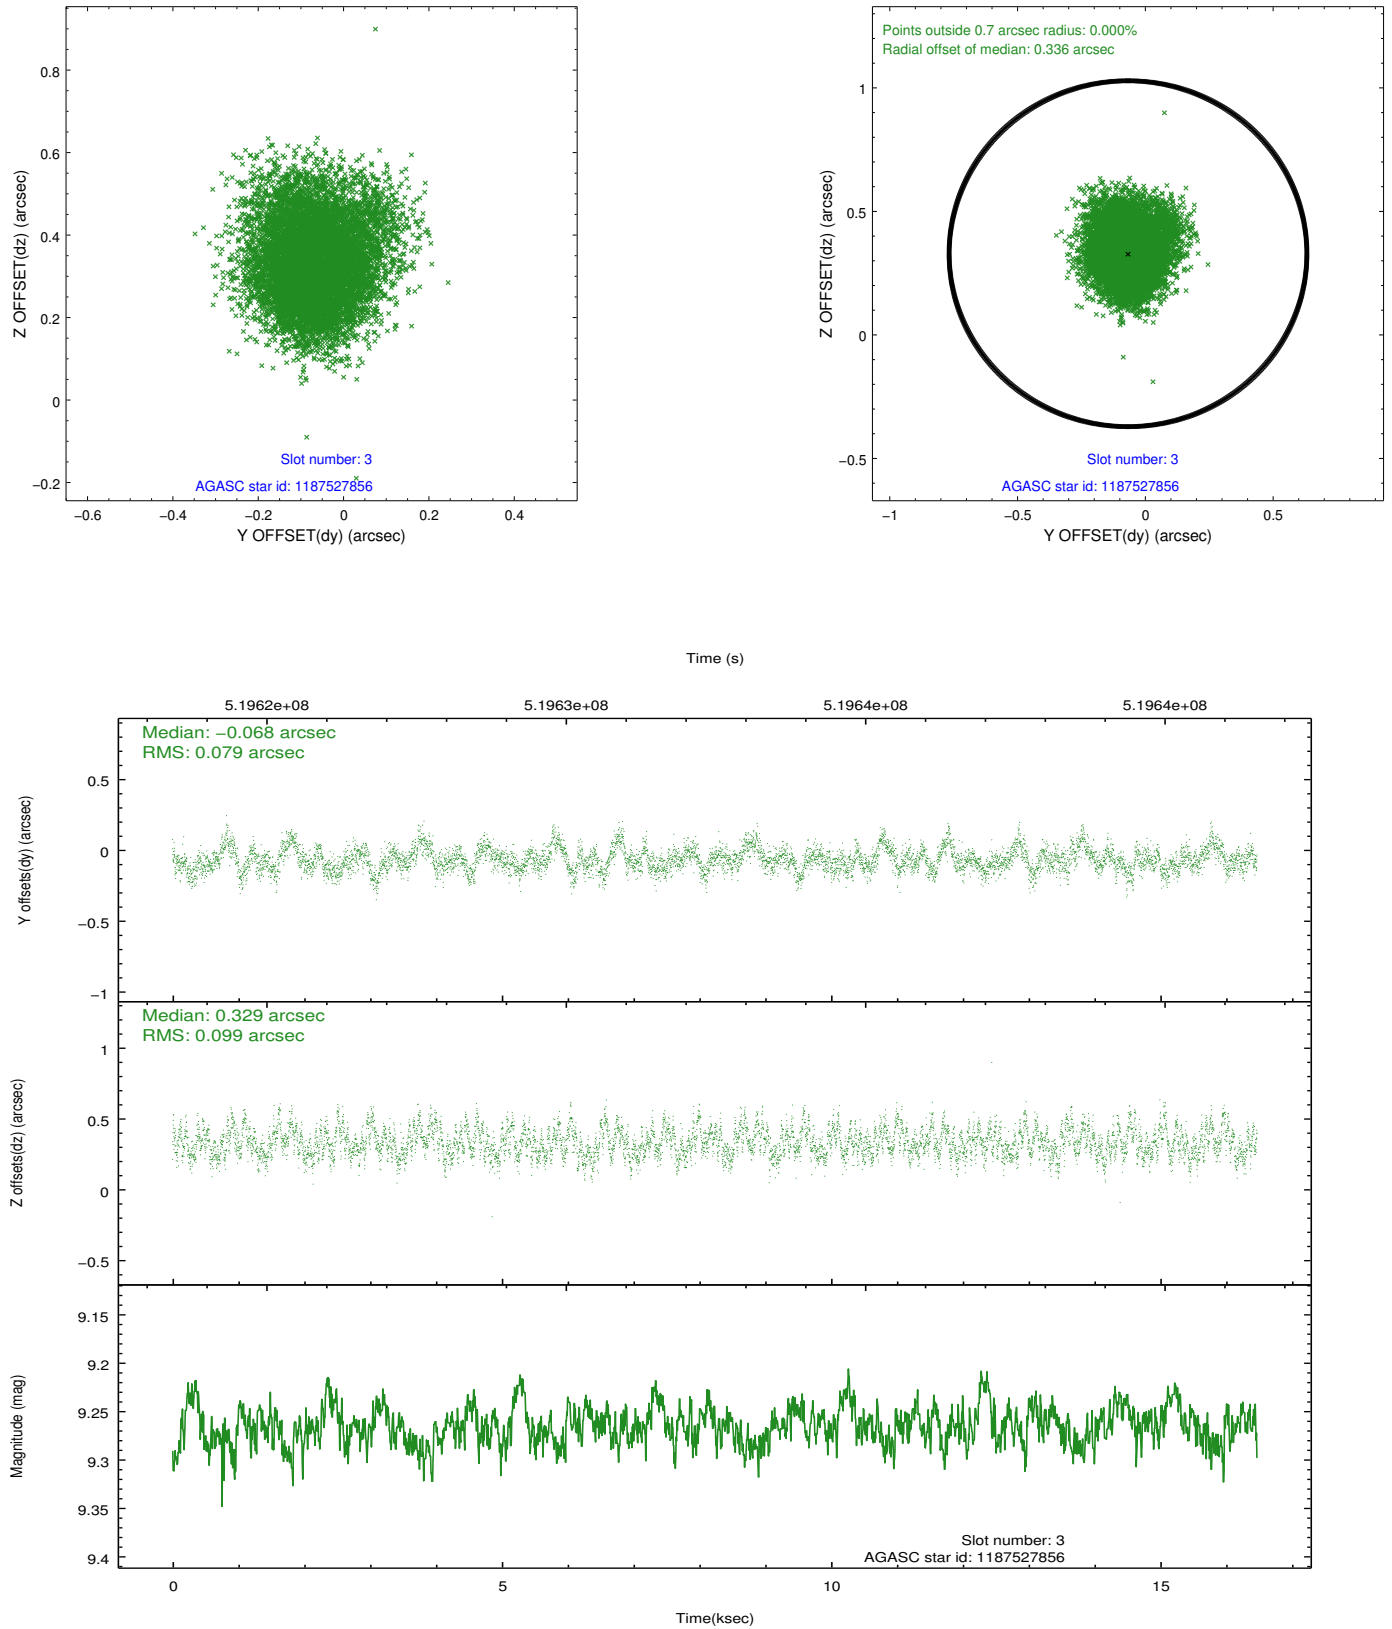 0.8
0.6
0.4
0.2
0
−0.2
Z OFFSET(dz) (arcsec)
Slot number: 3
AGASC star id: 1187527856
−0.6 −0.4 −0.2 0 0.2 0.4
Y OFFSET(dy) (arcsec)
Points outside 0.7 arcsec radius: 0.000%
Radial offset of median: 0.336 arcsec
1
0.5
0
−0.5
Z OFFSET(dz) (arcsec)
Slot number: 3
AGASC star id: 1187527856
−1 −0.5 0 0.5
Y OFFSET(dy) (arcsec)
Time (s)
5.1962e+08 5.1963e+08 5.1964e+08 5.1964e+08
Median: −0.068 arcsec
RMS: 0.079 arcsec
0.5
0
−0.5
−1
Y offsets(dy) (arcsec)
Median: 0.329 arcsec
RMS: 0.099 arcsec
1
0.5
0
−0.5
Z offsets(dz) (arcsec)
9.15
9.2
9.25
9.3
9.35
9.4
Magnitude (mag)
Slot number: 3
AGASC star id: 1187527856
0 5 10 15
Time(ksec)